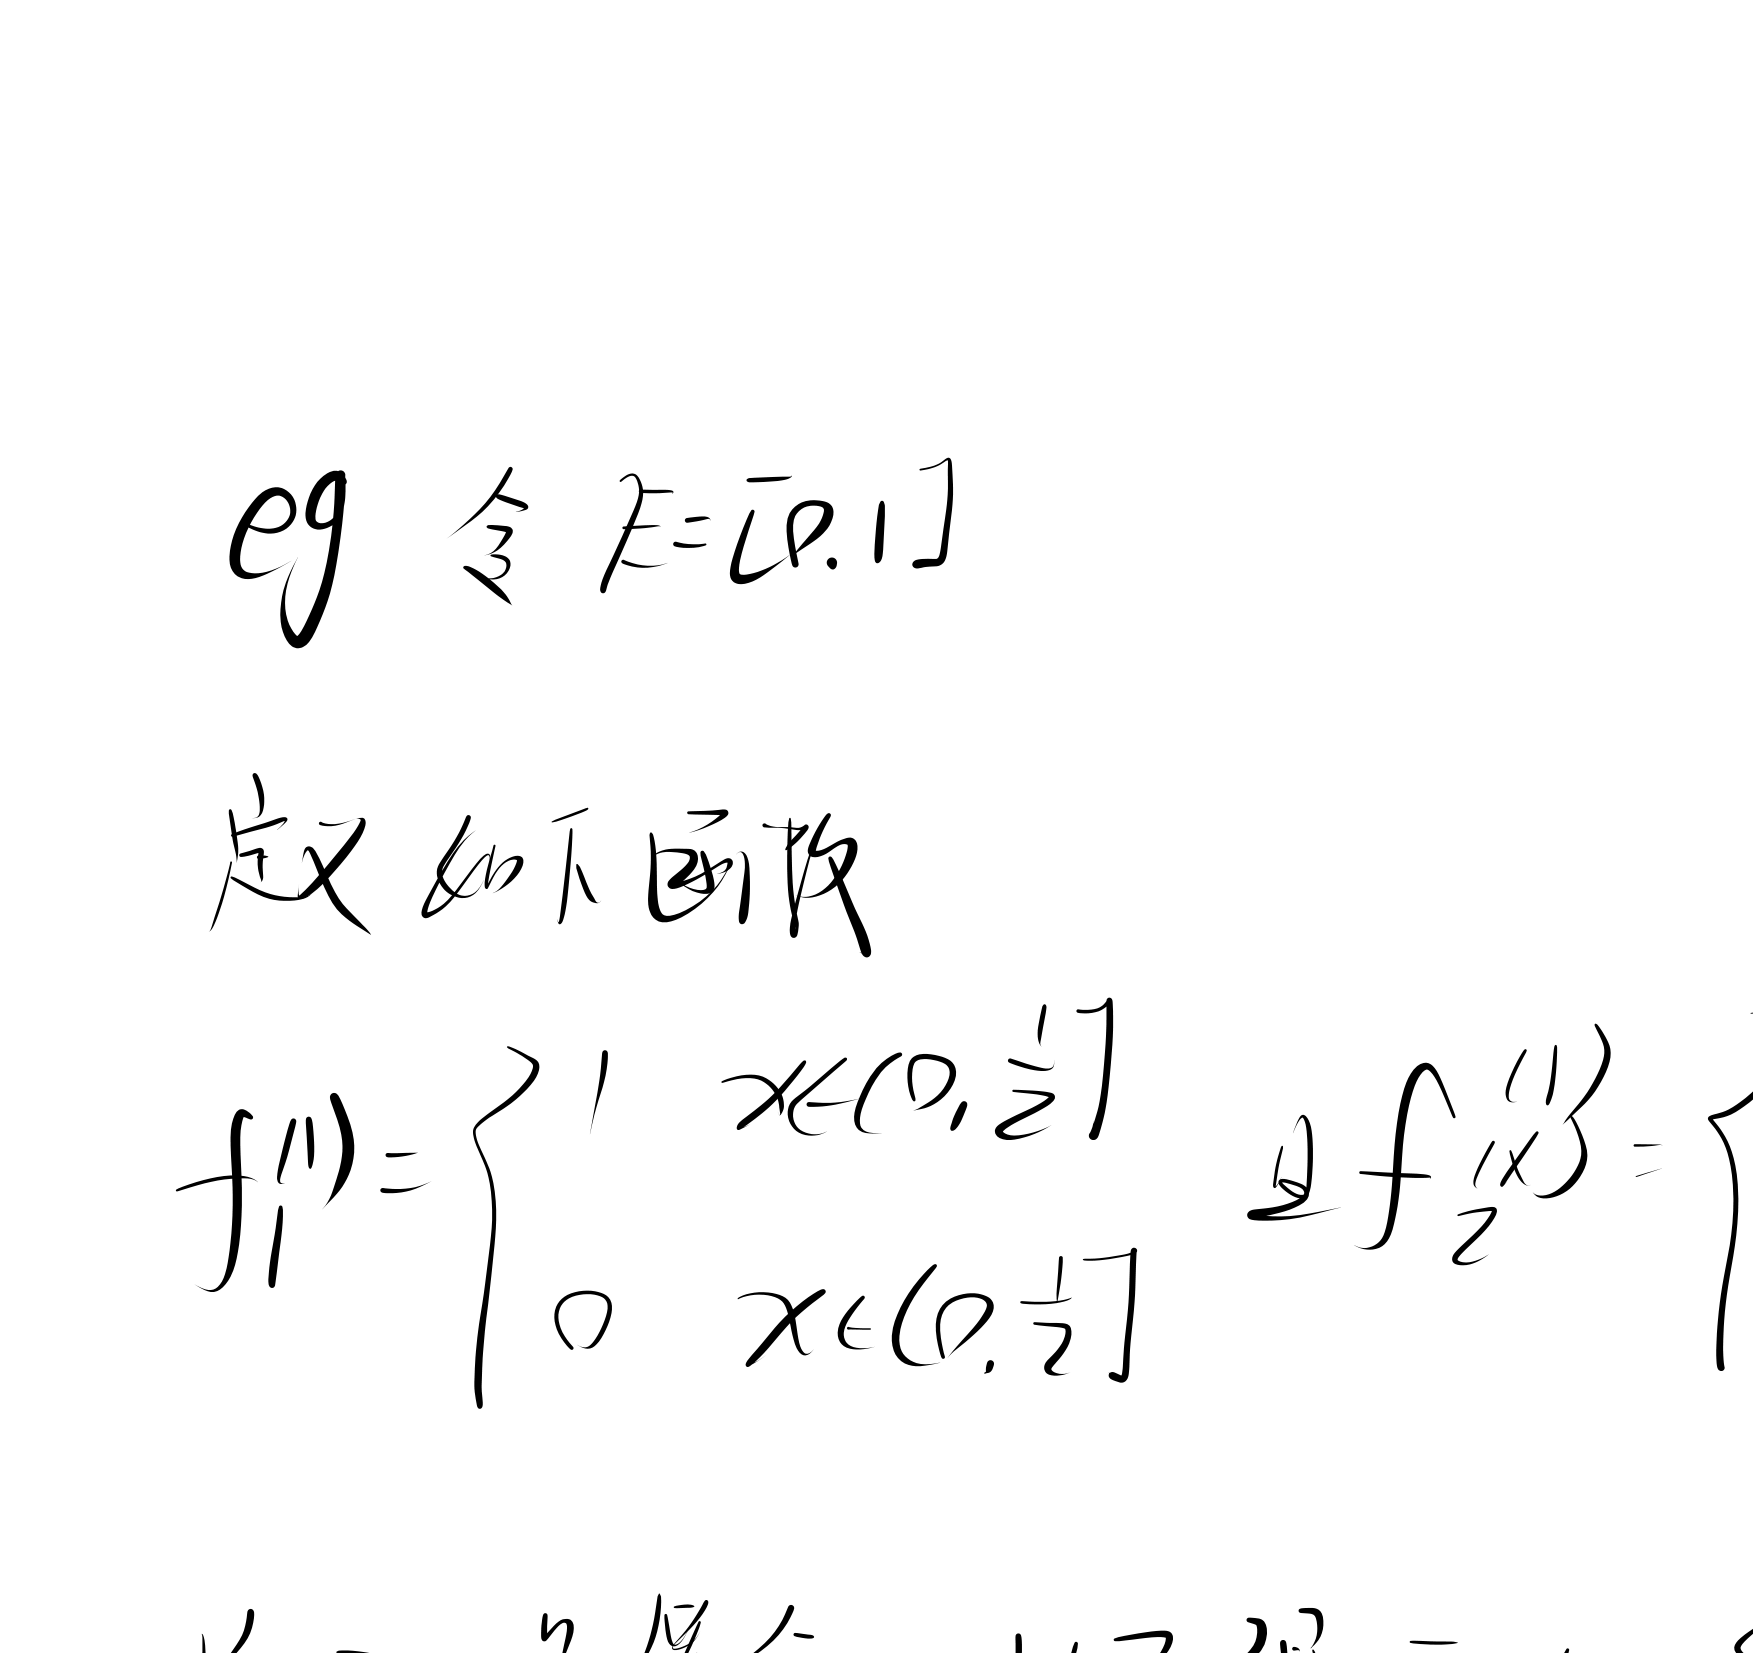 eg 令 E=[0.1]
定义 如下函数
f₁⁽¹⁾ = { 1 x∈(0, 1/2] 且 f₂⁽¹⁾(x) = {
0 x∈(0, 1/2]